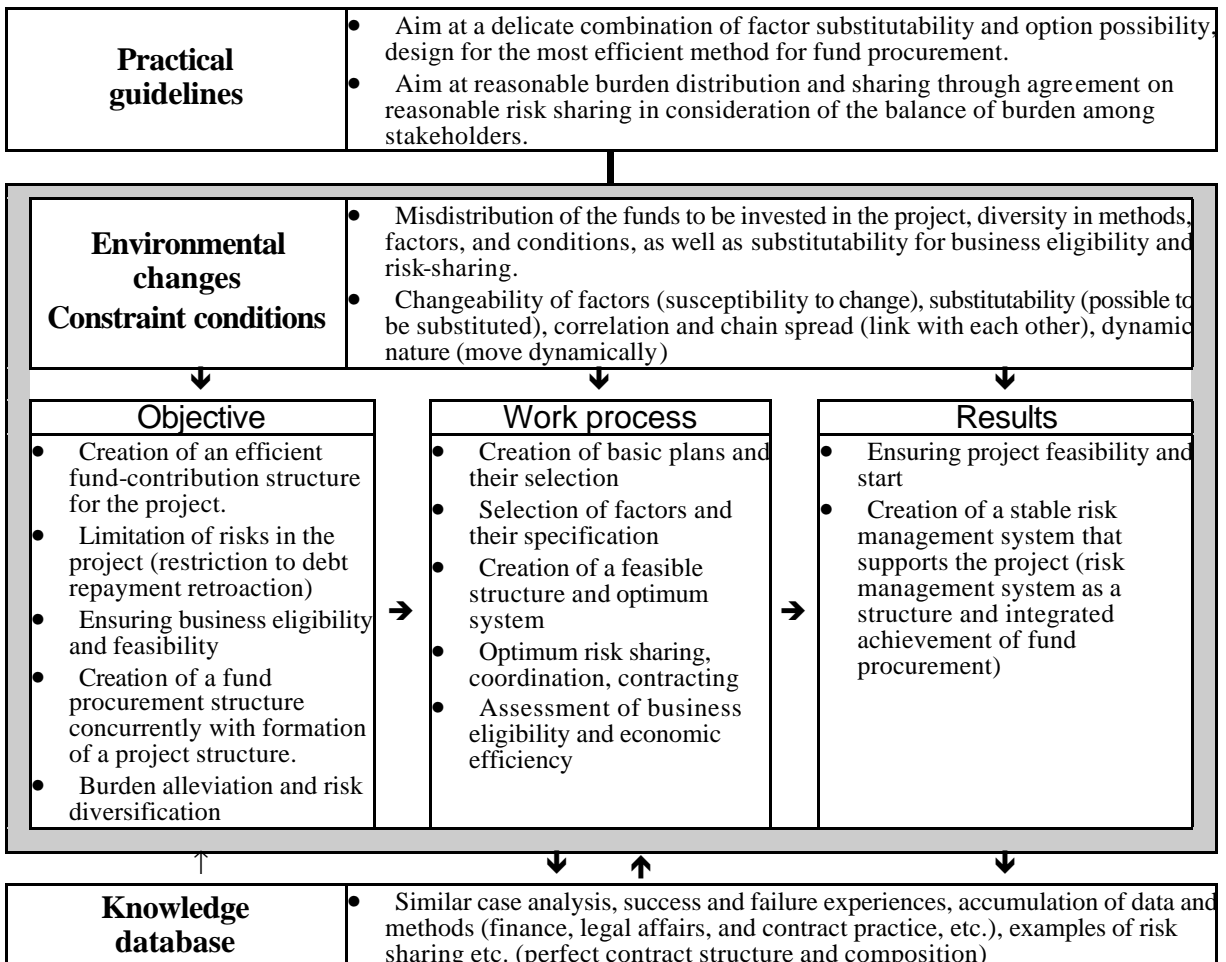 Practical
guidelines
● Aim at a delicate combination of factor substitutability and option possibility,
design for the most efficient method for fund procurement.
● Aim at reasonable burden distribution and sharing through agreement on
reasonable risk sharing in consideration of the balance of burden among
stakeholders.
Environmental
changes
Constraint conditions
● Misdistribution of the funds to be invested in the project, diversity in methods,
factors, and conditions, as well as substitutability for business eligibility and
risk-sharing.
● Changeability of factors (susceptibility to change), substitutability (possible to
be substituted), correlation and chain spread (link with each other), dynamic
nature (move dynamically)
Objective
● Creation of an efficient
fund-contribution structure
for the project.
● Limitation of risks in the
project (restriction to debt
repayment retroaction)
● Ensuring business eligibility
and feasibility
● Creation of a fund
procurement structure
concurrently with formation
of a project structure.
● Burden alleviation and risk
diversification
Work process
● Creation of basic plans and
their selection
● Selection of factors and
their specification
● Creation of a feasible
structure and optimum
system
● Optimum risk sharing,
coordination, contracting
● Assessment of business
eligibility and economic
efficiency
Results
● Ensuring project feasibility and
start
● Creation of a stable risk
management system that
supports the project (risk
management system as a
structure and integrated
achievement of fund
procurement)
Knowledge
database
● Similar case analysis, success and failure experiences, accumulation of data and
methods (finance, legal affairs, and contract practice, etc.), examples of risk
sharing etc. (perfect contract structure and composition)